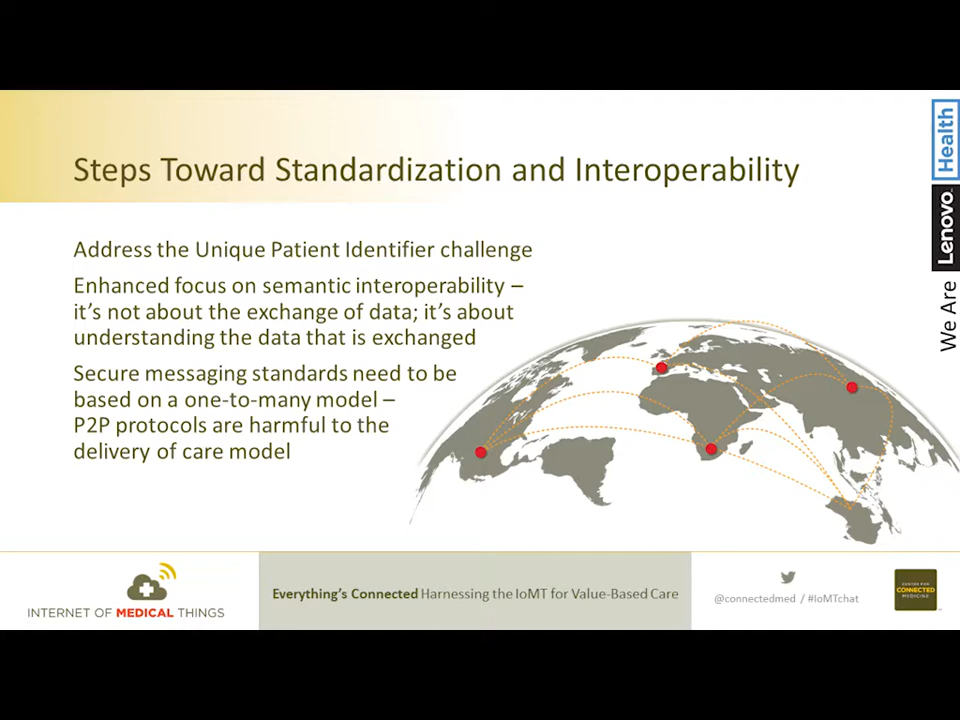 Steps Toward Standardization and Interoperability
Address the Unique Patient Identifier challenge
Enhanced focus on semantic interoperability –
it's not about the exchange of data; it's about
understanding the data that is exchanged
Secure messaging standards need to be
based on a one-to-many model –
P2P protocols are harmful to the
delivery of care model
We Are Lenovo. Health
INTERNET OF MEDICAL THINGS
Everything's Connected Harnessing the IoMT for Value-Based Care
@connectedmed / #IoMTchat
CENTER FOR
CONNECTED
MEDICINE